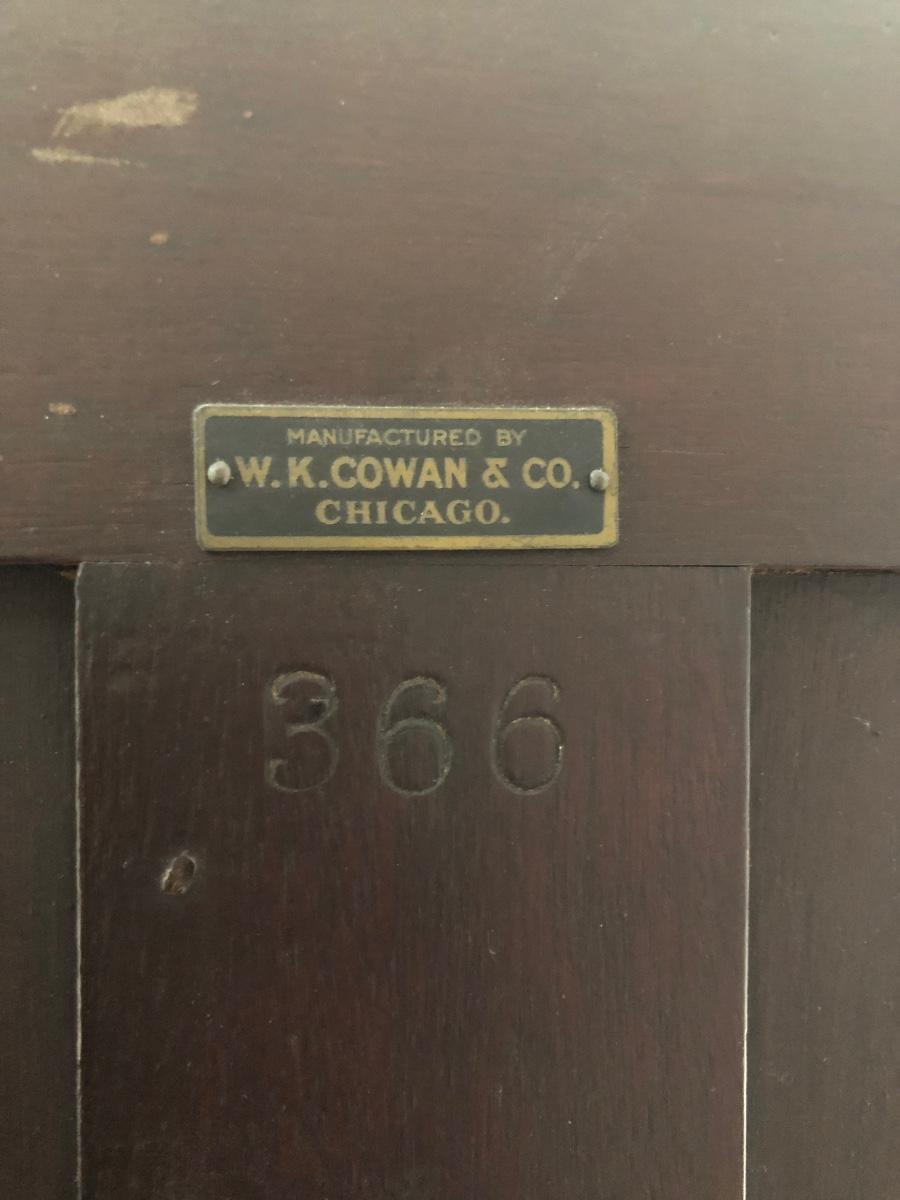 MANUFACTURED BY
W. K. COWAN & CO.
CHICAGO.
366